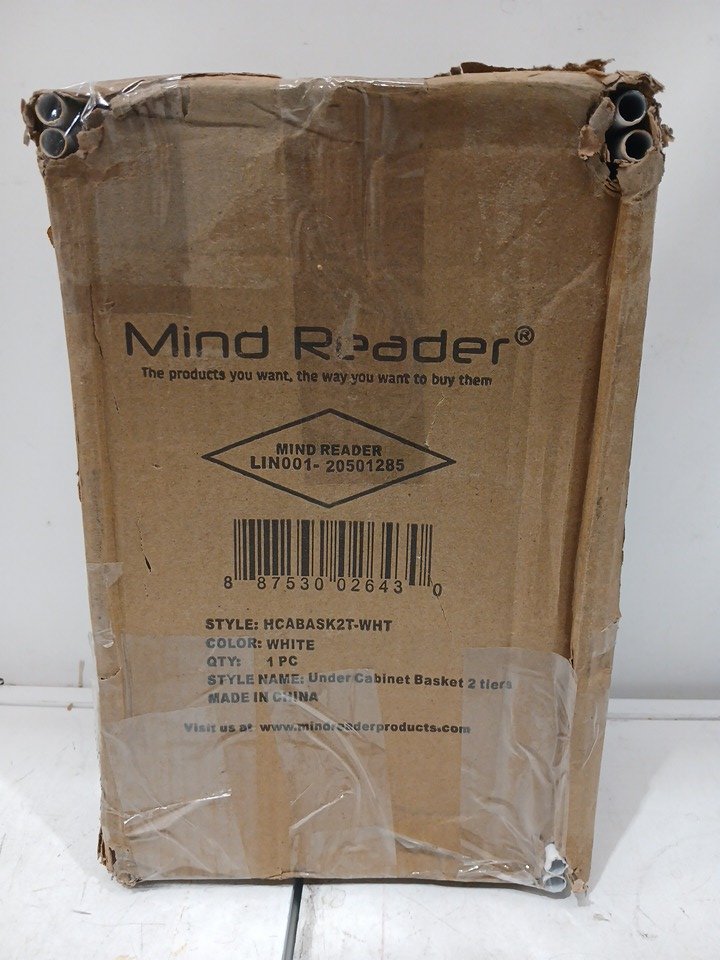 Mind Reader®
The products you want, the way you want to buy them
MIND READER
LIN001- 20501285
8 87530 02643 0
STYLE: HCABASK2T-WHT
COLOR: WHITE
QTY: 1 PC
STYLE NAME: Under Cabinet Basket 2 tiers
MADE IN CHINA
Visit us at www.mindreaderproducts.com